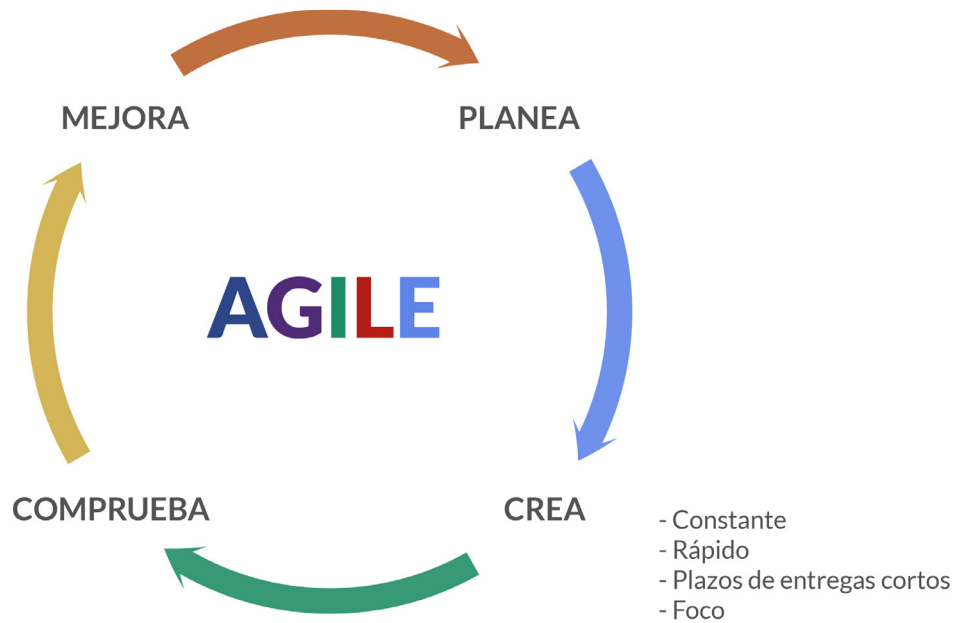 MEJORA
PLANEA
AGILE
COMPRUEBA
CREA
- Constante
- Rápido
- Plazos de entregas cortos
- Foco